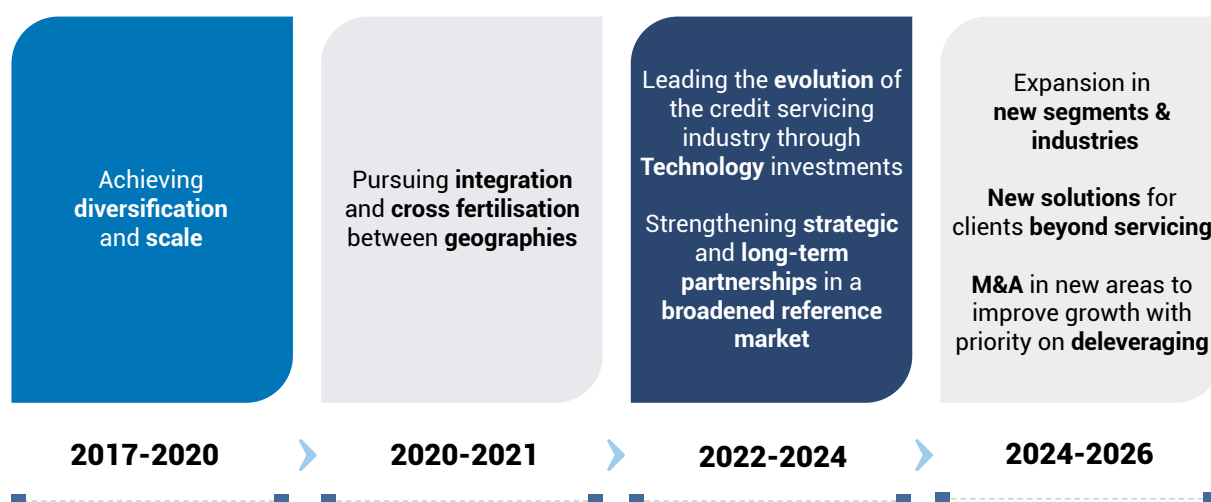 Achieving
diversification
and scale
Pursuing integration
and cross fertilisation
between geographies
Leading the evolution of
the credit servicing
industry through
Technology investments
Strengthening strategic
and long-term
partnerships in a
broadened reference
market
Expansion in
new segments &
industries
New solutions for
clients beyond servicing
M&A in new areas to
improve growth with
priority on deleveraging
2017-2020
2020-2021
2022-2024
2024-2026